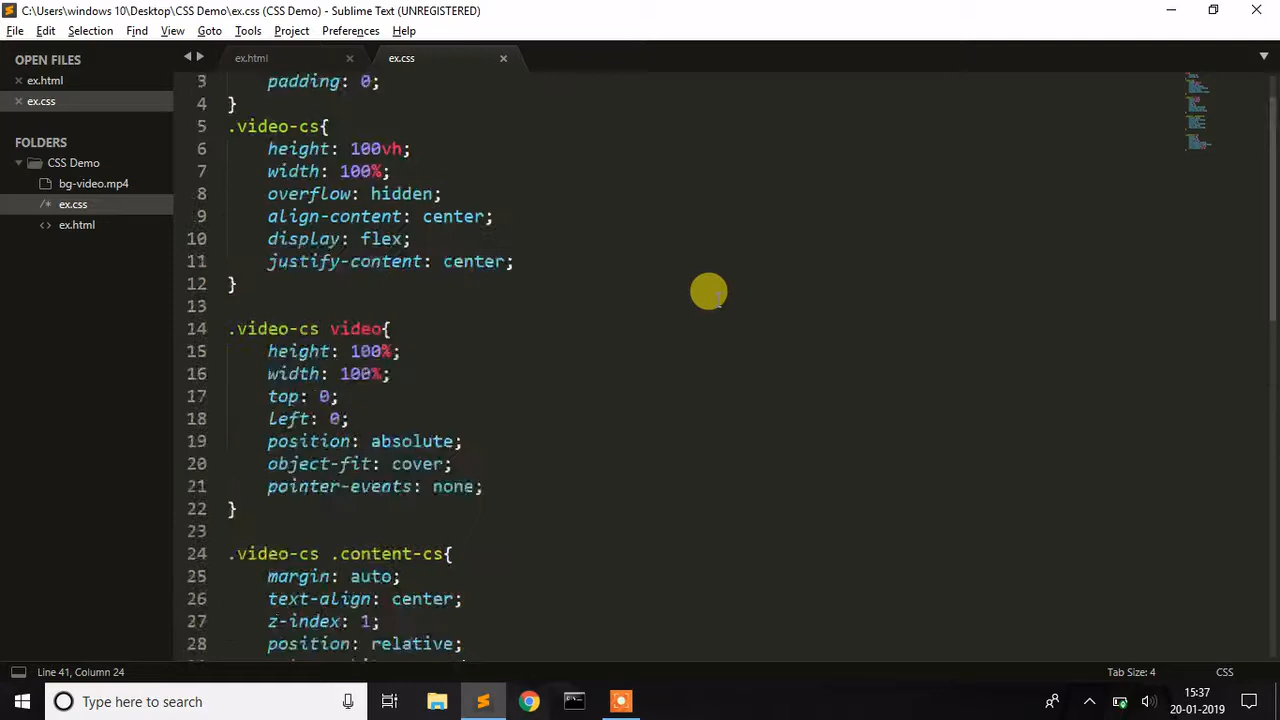 C:\Users\windows 10\Desktop\CSS Demo\ex.css (CSS Demo) - Sublime Text (UNREGISTERED)
File Edit Selection Find View Goto Tools Project Preferences Help
OPEN FILES
ex.html
ex.css
FOLDERS
CSS Demo
bg-video.mp4
/* ex.css
<> ex.html
ex.html
ex.css
3 padding: 0;
4 }
5 .video-cs{
6 height: 100vh;
7 width: 100%;
8 overflow: hidden;
9 align-content: center;
10 display: flex;
11 justify-content: center;
12 }
13
14 .video-cs video{
15 height: 100%;
16 width: 100%;
17 top: 0;
18 left: 0;
19 position: absolute;
20 object-fit: cover;
21 pointer-events: none;
22 }
23
24 .video-cs .content-cs{
25 margin: auto;
26 text-align: center;
27 z-index: 1;
28 position: relative;
Line 41, Column 24
Tab Size: 4
CSS
Type here to search
15:37
20-01-2019